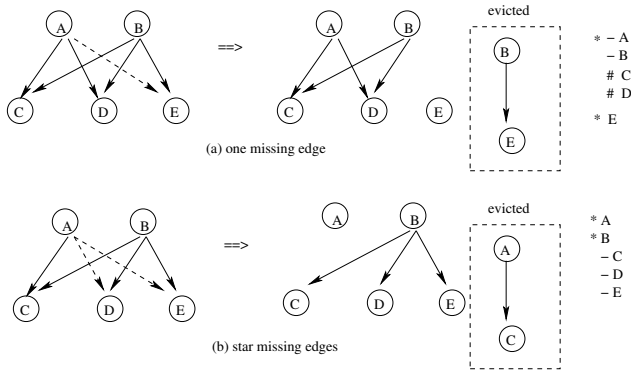 A B ==> A B evicted
B
* – A
– B
# C
# D
* E
C D E C D E
E
(a) one missing edge
evicted
A B ==> A B
A
* A
* B
– C
– D
– E
C D E C D E
C
(b) star missing edges